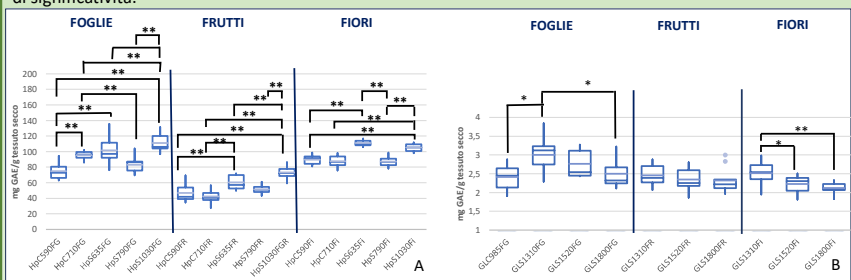 di significatività.
FOGLIE FRUTTI FIORI
mg GAE/g tessuto secco
200
180
160
140
120
100
80
60
40
20
0
** ** ** ** ** ** ** **
** ** ** ** ** ** **
** ** ** ** **
HpC590FG HpC710FG HpS635FG HpS790FG HpS1030FG HpC590FR HpC710FR HpS635FR HpS790FR HpS1030FGR HpC590Fi HpC710Fi HpS635Fi HpS790Fi HpS1030Fi
A
FOGLIE FRUTTI FIORI
mg GAE/g tessuto secco
4
3,5
3
2,5
2
1,5
1
* * ** *
GLC985FG GLS1310FG GLS1520FG GLS1800FG GLS1310FR GLS1520FR GLS1800FR GLS1310Fi GLS1520Fi GLS1800Fi
B